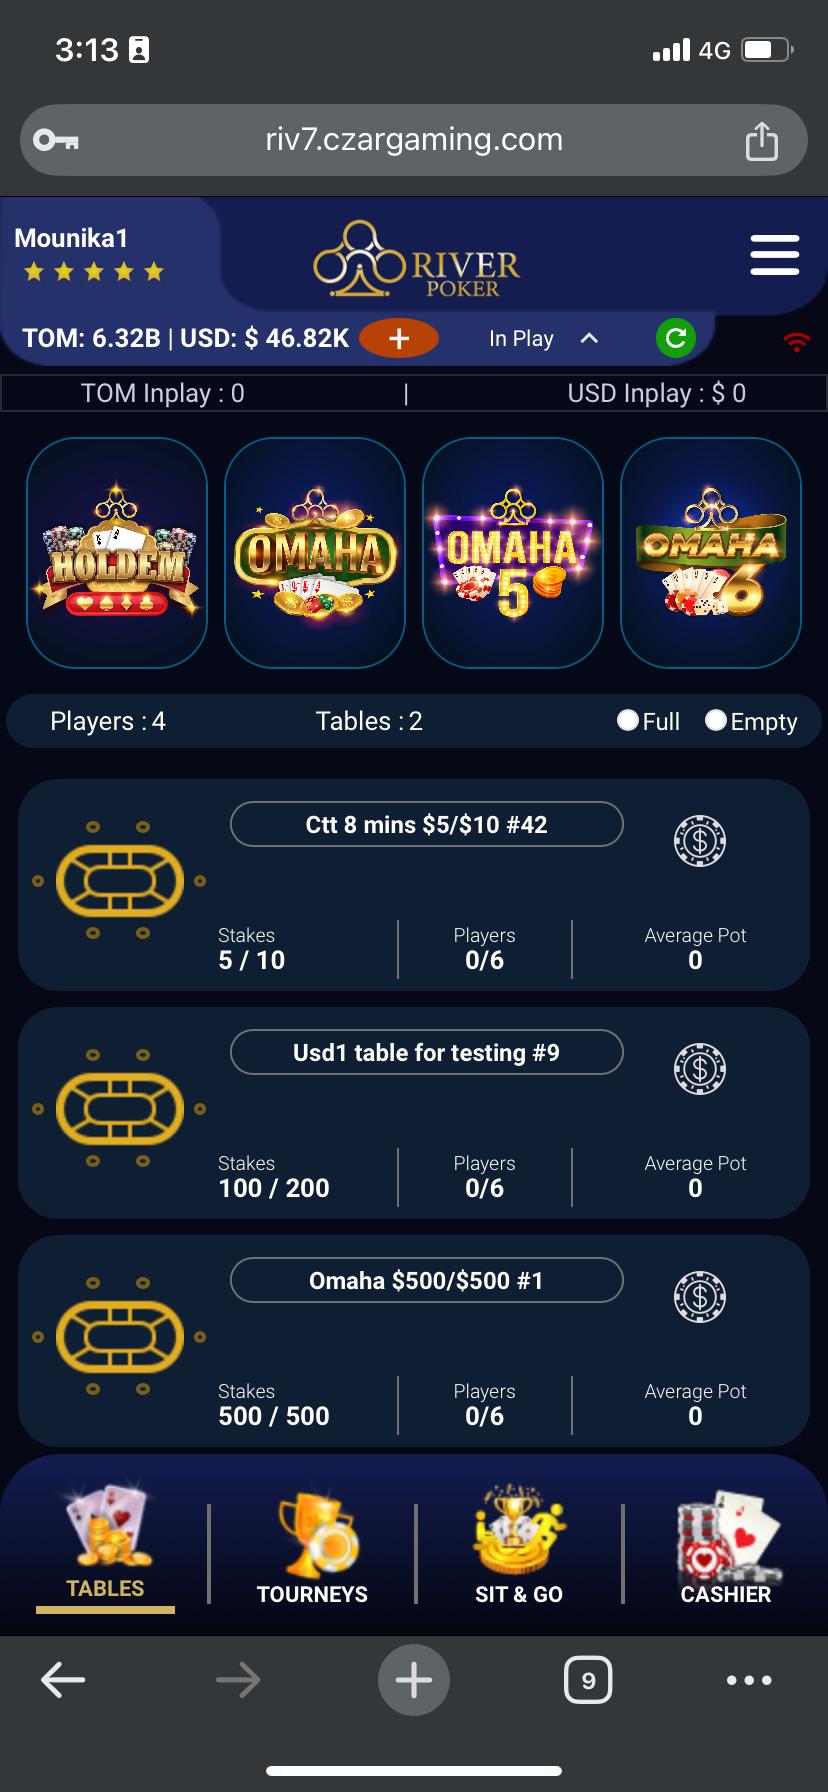 3:13
4G
riv7.czargaming.com
Mounika1
RIVER
POKER
TOM: 6.32B | USD: $ 46.82K
+
In Play
TOM Inplay : 0 | USD Inplay : $ 0
HOLDEM
OMAHA
OMAHA
5
OMAHA
6
Players : 4
Tables : 2
Full
Empty
Ctt 8 mins $5/$10 #42
Stakes
Players
Average Pot
5 / 10
0/6
0
Usd1 table for testing #9
Stakes
Players
Average Pot
100 / 200
0/6
0
Omaha $500/$500 #1
Stakes
Players
Average Pot
500 / 500
0/6
0
TABLES
TOURNEYS
SIT & GO
CASHIER
9